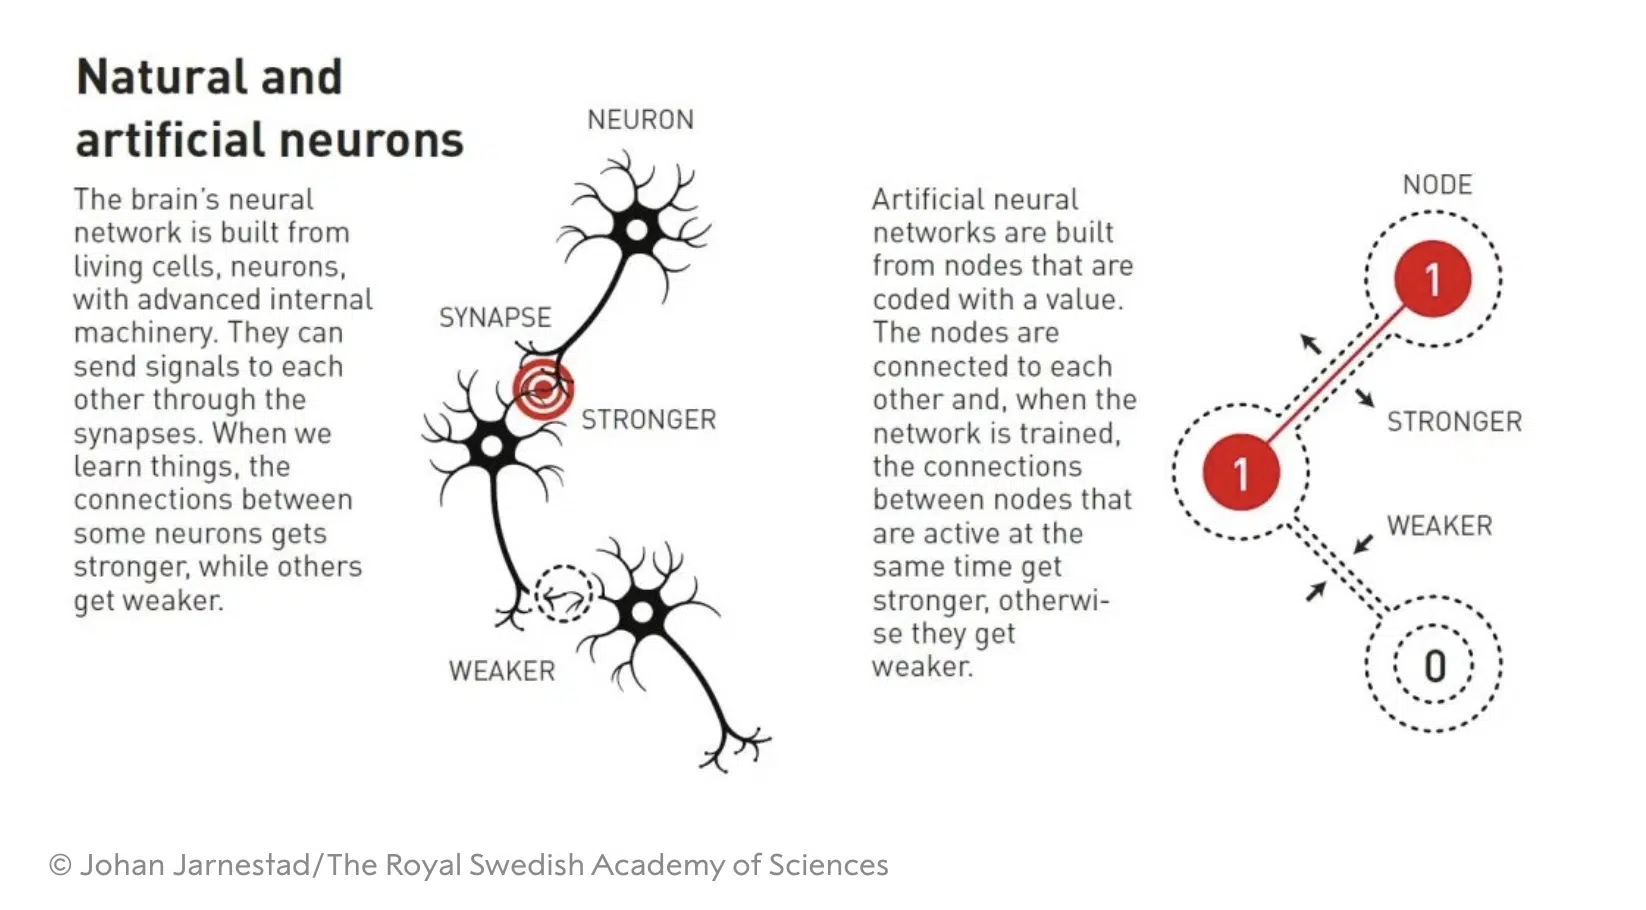 Natural and
artificial neurons
The brain’s neural
network is built from
living cells, neurons,
with advanced internal
machinery. They can
send signals to each
other through the
synapses. When we
learn things, the
connections between
some neurons gets
stronger, while others
get weaker.
NEURON
SYNAPSE
STRONGER
WEAKER
Artificial neural
networks are built
from nodes that are
coded with a value.
The nodes are
connected to each
other and, when the
network is trained,
the connections
between nodes that
are active at the
same time get
stronger, otherwi-
se they get
weaker.
NODE
1
STRONGER
1
WEAKER
0
© Johan Jarnestad/The Royal Swedish Academy of Sciences